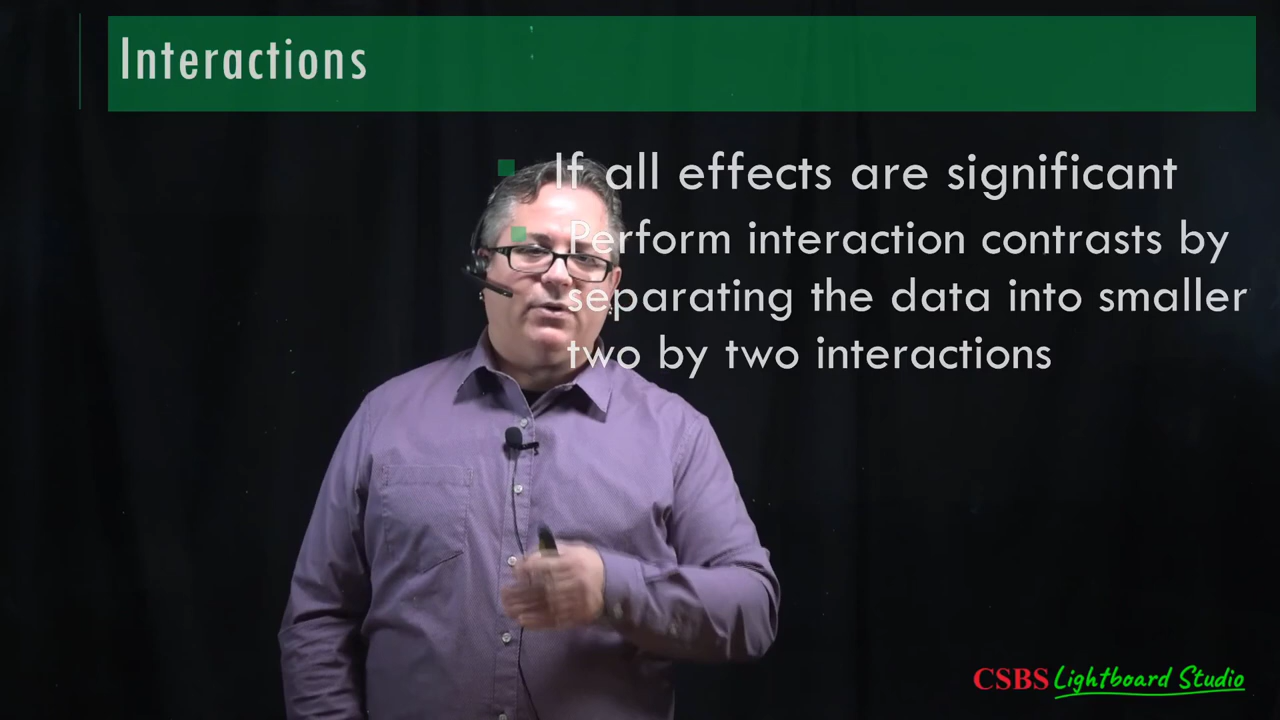 Interactions
If all effects are significant
Perform interaction contrasts by
separating the data into smaller
two by two interactions
CSBS Lightboard Studio